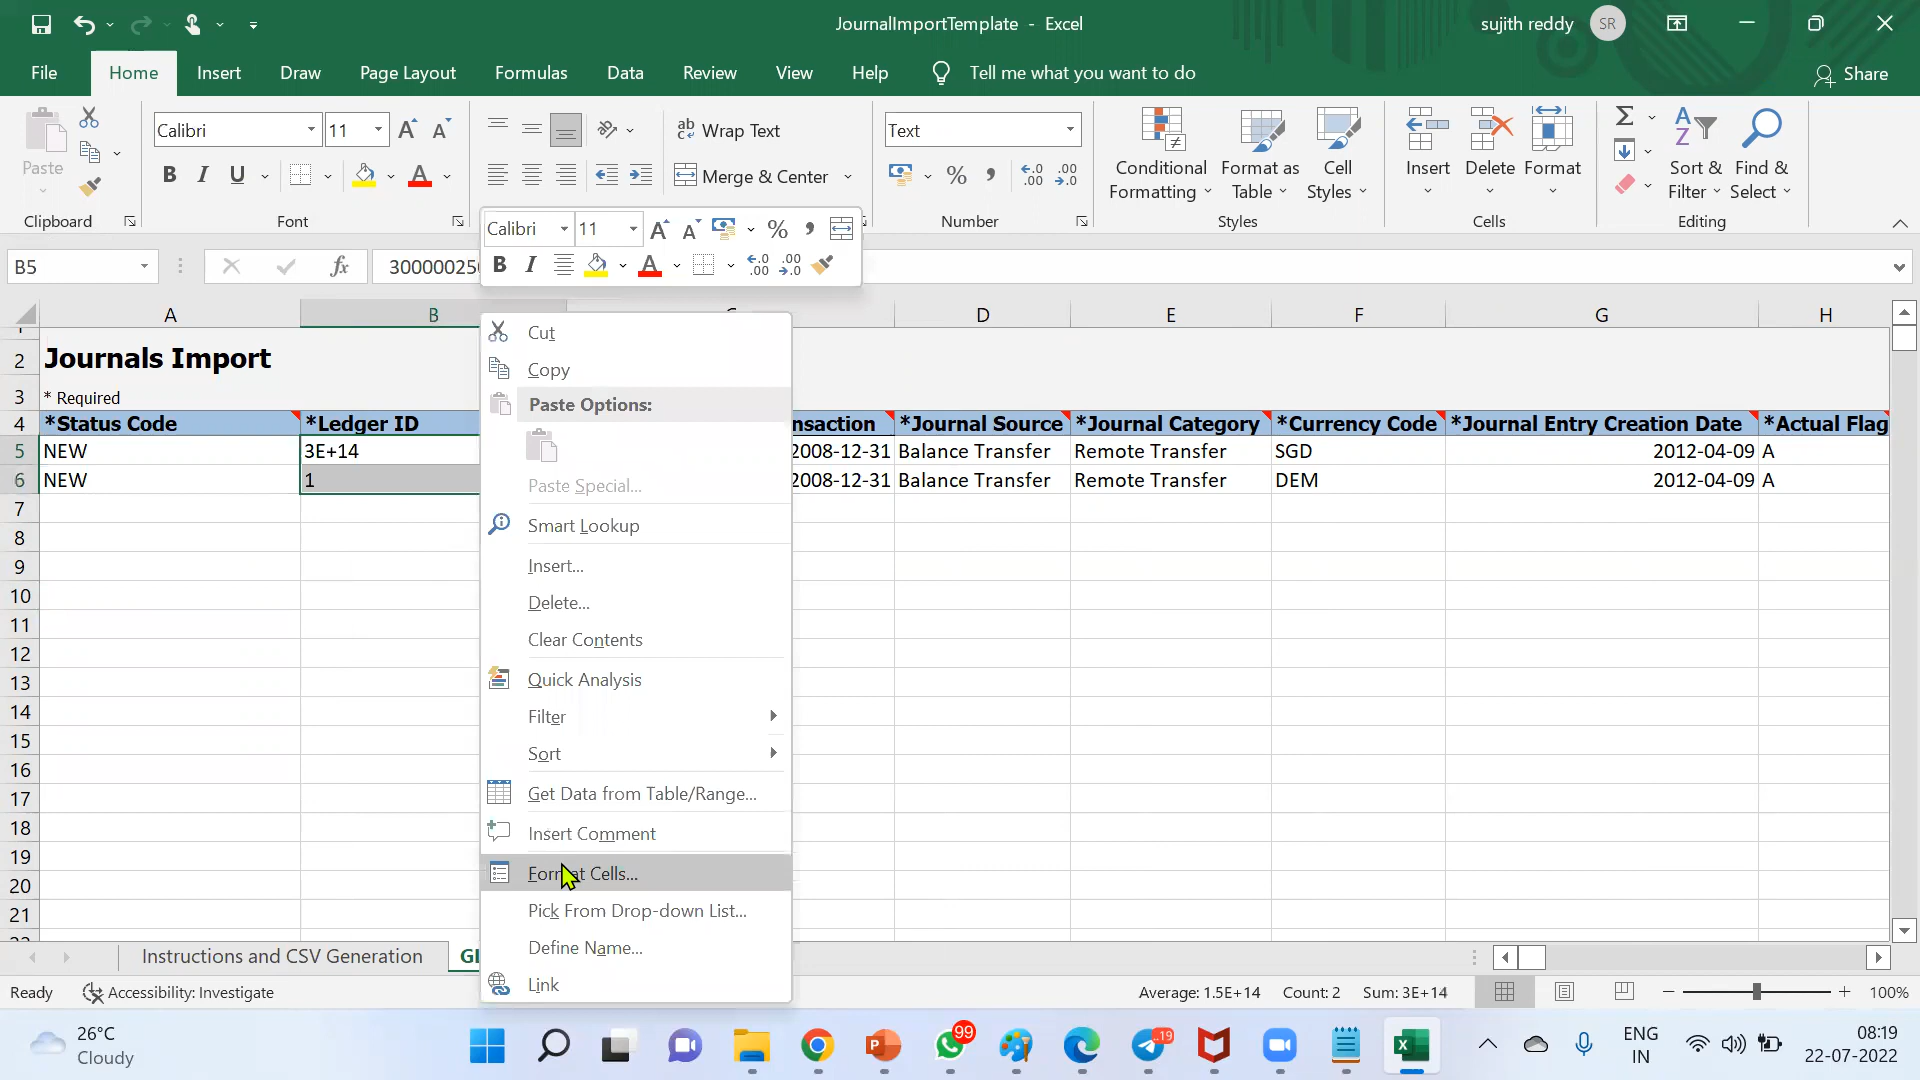 JournalImportTemplate - Excel
sujith reddy
SR
File
Home
Insert
Draw
Page Layout
Formulas
Data
Review
View
Help
Tell me what you want to do
Share
Paste
Calibri
11
Wrap Text
Merge & Center
Text
Conditional Formatting
Format as Table
Cell Styles
Insert
Delete
Format
Sort & Filter
Find & Select
Clipboard
Font
Number
Styles
Cells
Editing
Calibri
11
B5
fx
A
B
D
E
F
G
H
2 Journals Import
3 * Required
4 *Status Code *Ledger ID nsaction *Journal Source *Journal Category *Currency Code *Journal Entry Creation Date *Actual Flag
5 NEW 3E+14 2008-12-31 Balance Transfer Remote Transfer SGD 2012-04-09 A
6 NEW 1 2008-12-31 Balance Transfer Remote Transfer DEM 2012-04-09 A
7
8
9
10
11
12
13
14
15
16
17
18
19
20
21
Cut
Copy
Paste Options:
Paste Special...
Smart Lookup
Insert...
Delete...
Clear Contents
Quick Analysis
Filter
Sort
Get Data from Table/Range...
Insert Comment
Format Cells...
Pick From Drop-down List...
Define Name...
Link
Instructions and CSV Generation
Ready
Accessibility: Investigate
Average: 1.5E+14
Count: 2
Sum: 3E+14
100%
26°C
Cloudy
99
..19
ENG
IN
08:19
22-07-2022